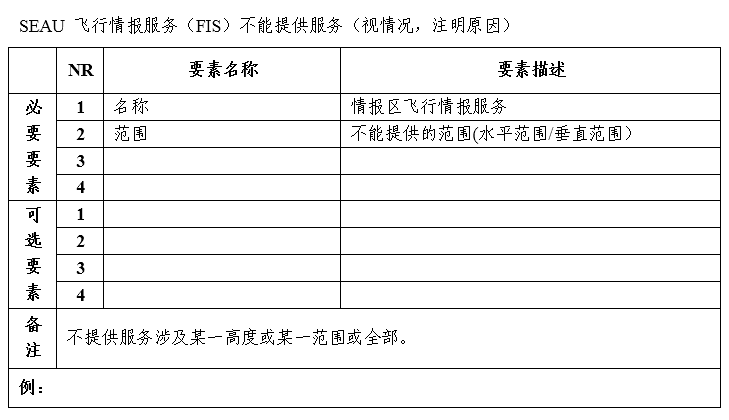 SEAU 飞行情报服务（FIS）不能提供服务（视情况，注明原因）
NR 要素名称 要素描述
必要要素
1 名称 情报区飞行情报服务
2 范围 不能提供的范围(水平范围/垂直范围）
3
4
可选要素
1
2
3
4
备注 不提供服务涉及某一高度或某一范围或全部。
例：